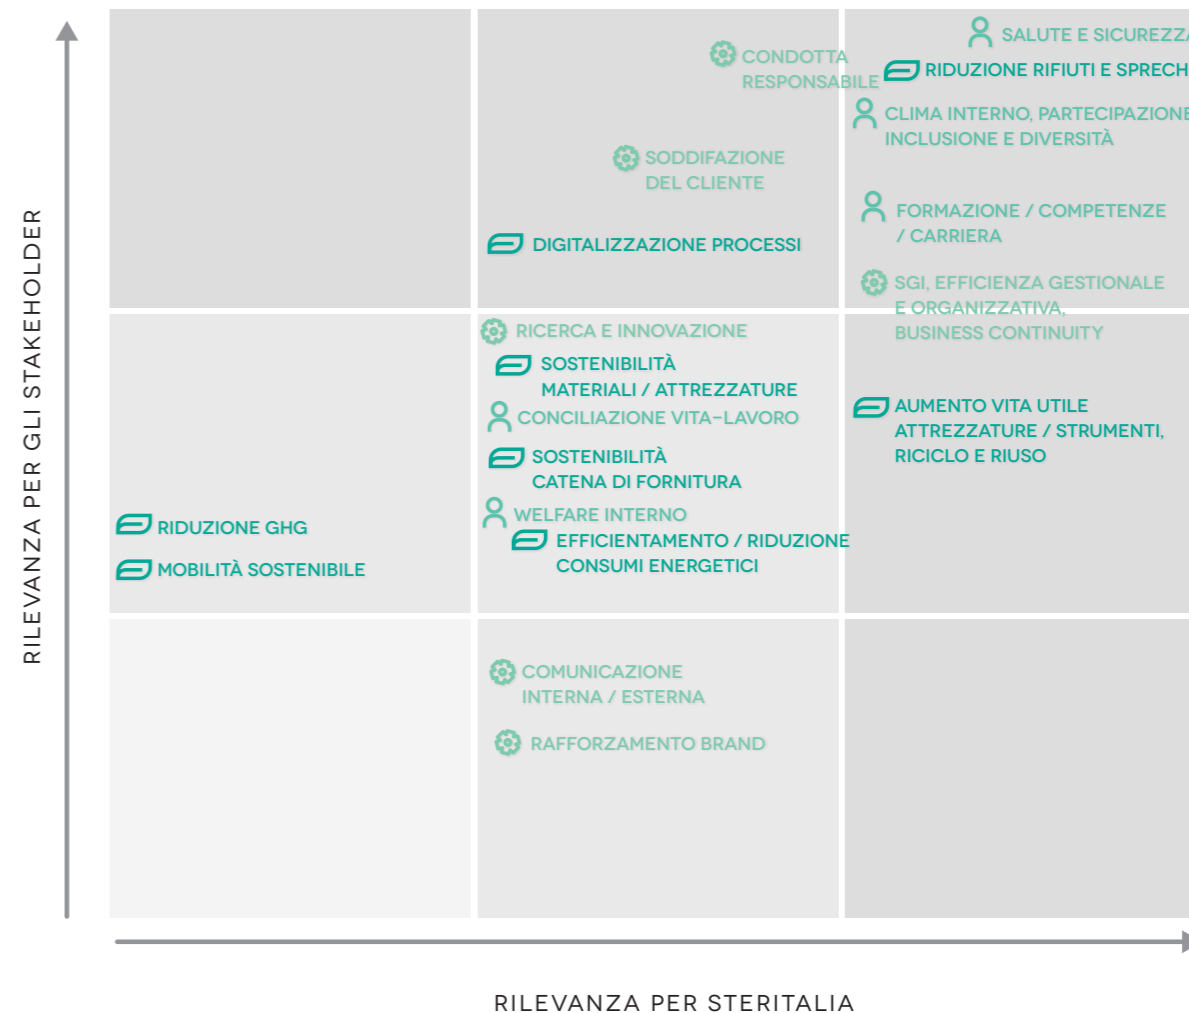 RILEVANZA PER GLI STAKEHOLDER
SALUTE E SICUREZZA
CONDOTTA
RESPONSABILE
RIDUZIONE RIFIUTI E SPRECH
CLIMA INTERNO, PARTECIPAZIONE
INCLUSIONE E DIVERSITÀ
SODDIFAZIONE
DEL CLIENTE
FORMAZIONE / COMPETENZE
/ CARRIERA
DIGITALIZZAZIONE PROCESSI
SGI, EFFICIENZA GESTIONALE
E ORGANIZZATIVA,
BUSINESS CONTINUITY
RICERCA E INNOVAZIONE
SOSTENIBILITÀ
MATERIALI / ATTREZZATURE
CONCILIAZIONE VITA-LAVORO
AUMENTO VITA UTILE
ATTREZZATURE / STRUMENTI,
RICICLO E RIUSO
SOSTENIBILITÀ
CATENA DI FORNITURA
WELFARE INTERNO
EFFICIENTAMENTO / RIDUZIONE
CONSUMI ENERGETICI
RIDUZIONE GHG
MOBILITÀ SOSTENIBILE
COMUNICAZIONE
INTERNA / ESTERNA
RAFFORZAMENTO BRAND
RILEVANZA PER STERITALIA